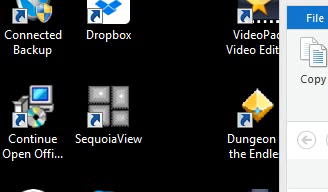 Connected
Backup
Dropbox
VideoPad
Video Edit...
File
Copy
Continue
Open Offi...
SequoiaView
Dungeon
the Endle